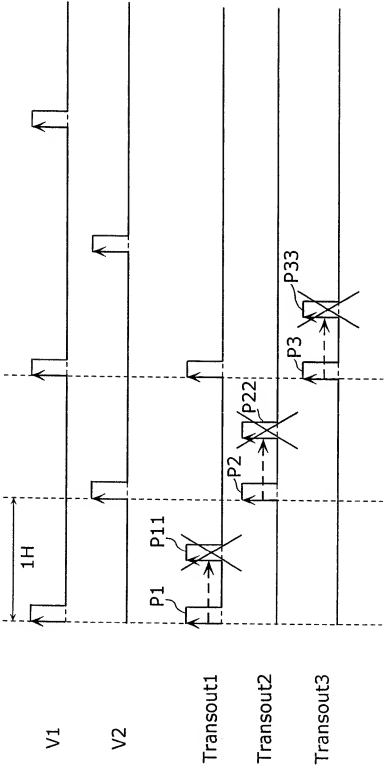 1H
V1
V2
P1
P11
Transout1
P2
P22
Transout2
P3
P33
Transout3